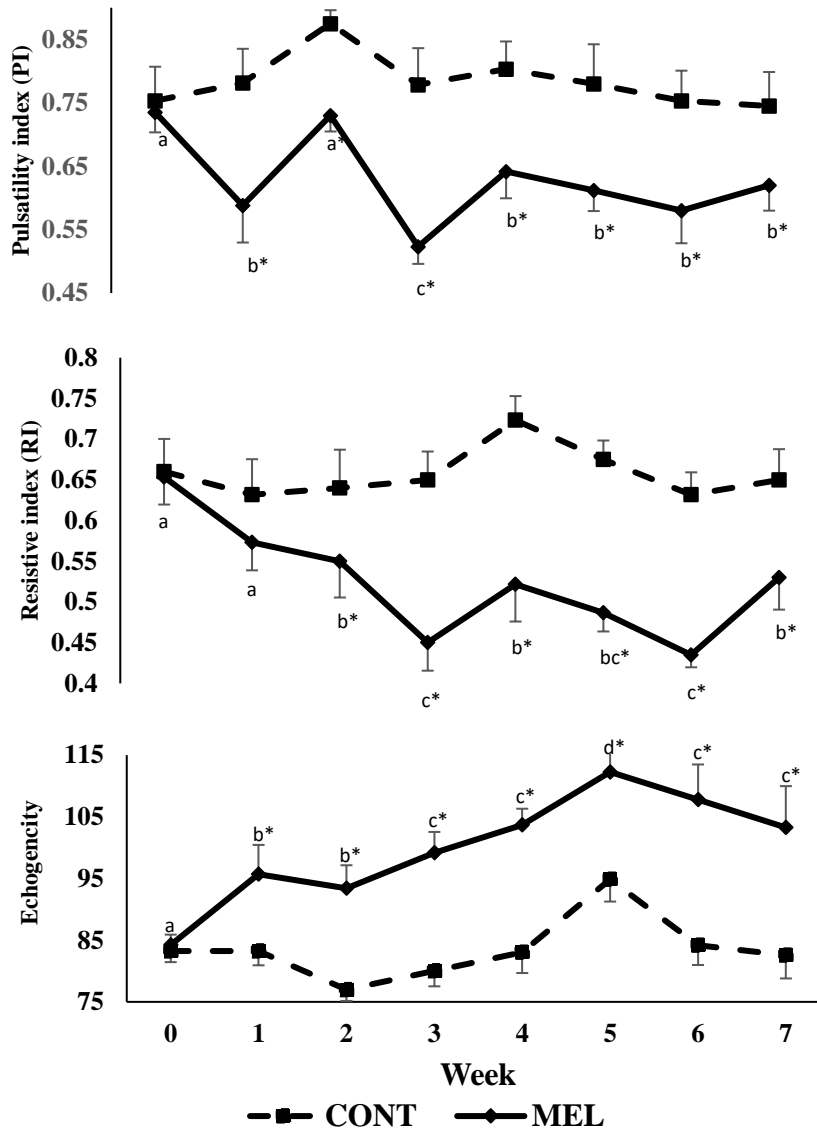 Pulsatility index (PI)
0.85
0.75
0.65
0.55
0.45
a
b*
a*
c*
b*
b*
b*
b*
Resistive index (RI)
0.8
0.75
0.7
0.65
0.6
0.55
0.5
0.45
0.4
a
a
b*
c*
b*
bc*
c*
b*
Echogencity
115
105
95
85
75
a
b*
b*
c*
c*
d*
c*
c*
0 1 2 3 4 5 6 7
Week
CONT MEL